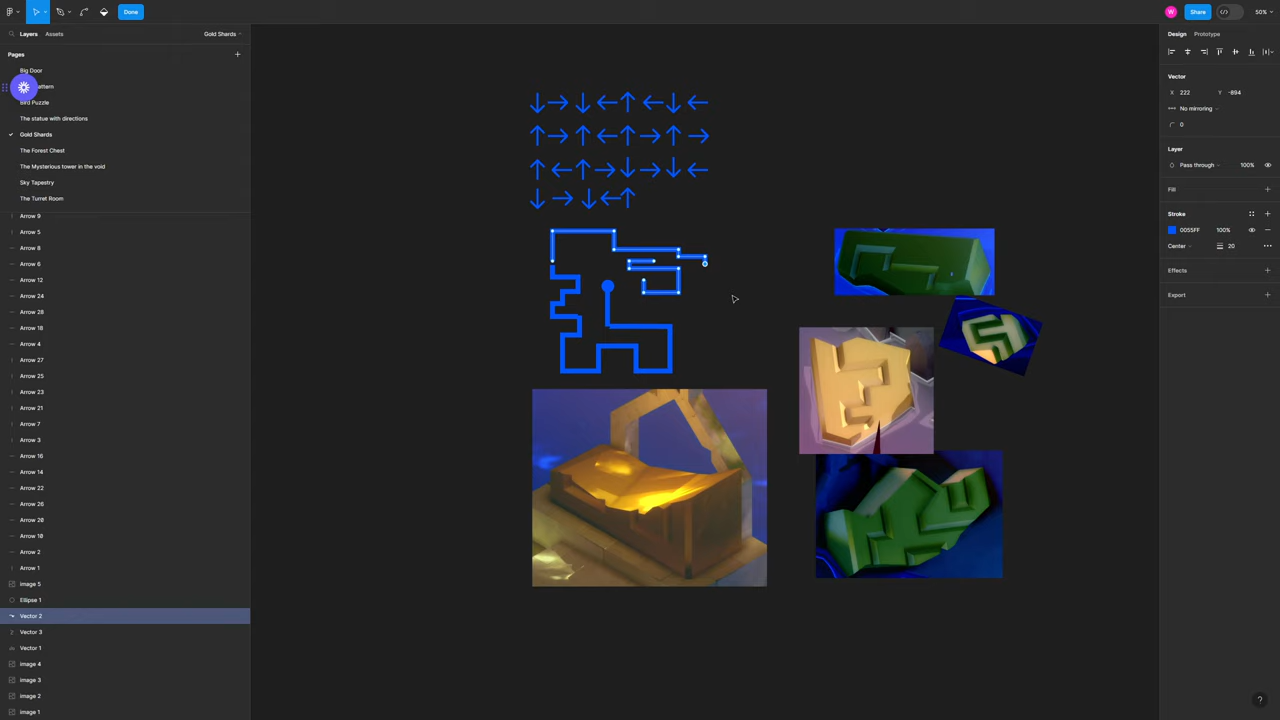 Done
W
Share
50%
Layers
Assets
Gold Shards
Pages
Big Door
attern
Bird Puzzle
The statue with directions
Gold Shards
The Forest Chest
The Mysterious tower in the void
Sky Tapestry
The Turret Room
Arrow 9
Arrow 5
Arrow 8
Arrow 6
Arrow 12
Arrow 24
Arrow 28
Arrow 18
Arrow 4
Arrow 27
Arrow 25
Arrow 23
Arrow 21
Arrow 7
Arrow 3
Arrow 16
Arrow 14
Arrow 22
Arrow 26
Arrow 20
Arrow 10
Arrow 2
Arrow 1
image 5
Ellipse 1
Vector 2
Vector 3
Vector 1
image 4
image 3
image 2
image 1
Design
Prototype
Vector
X 222
Y -894
No mirroring
0
Layer
Pass through
100%
Fill
Stroke
0055FF
100%
Center
20
Effects
Export
?